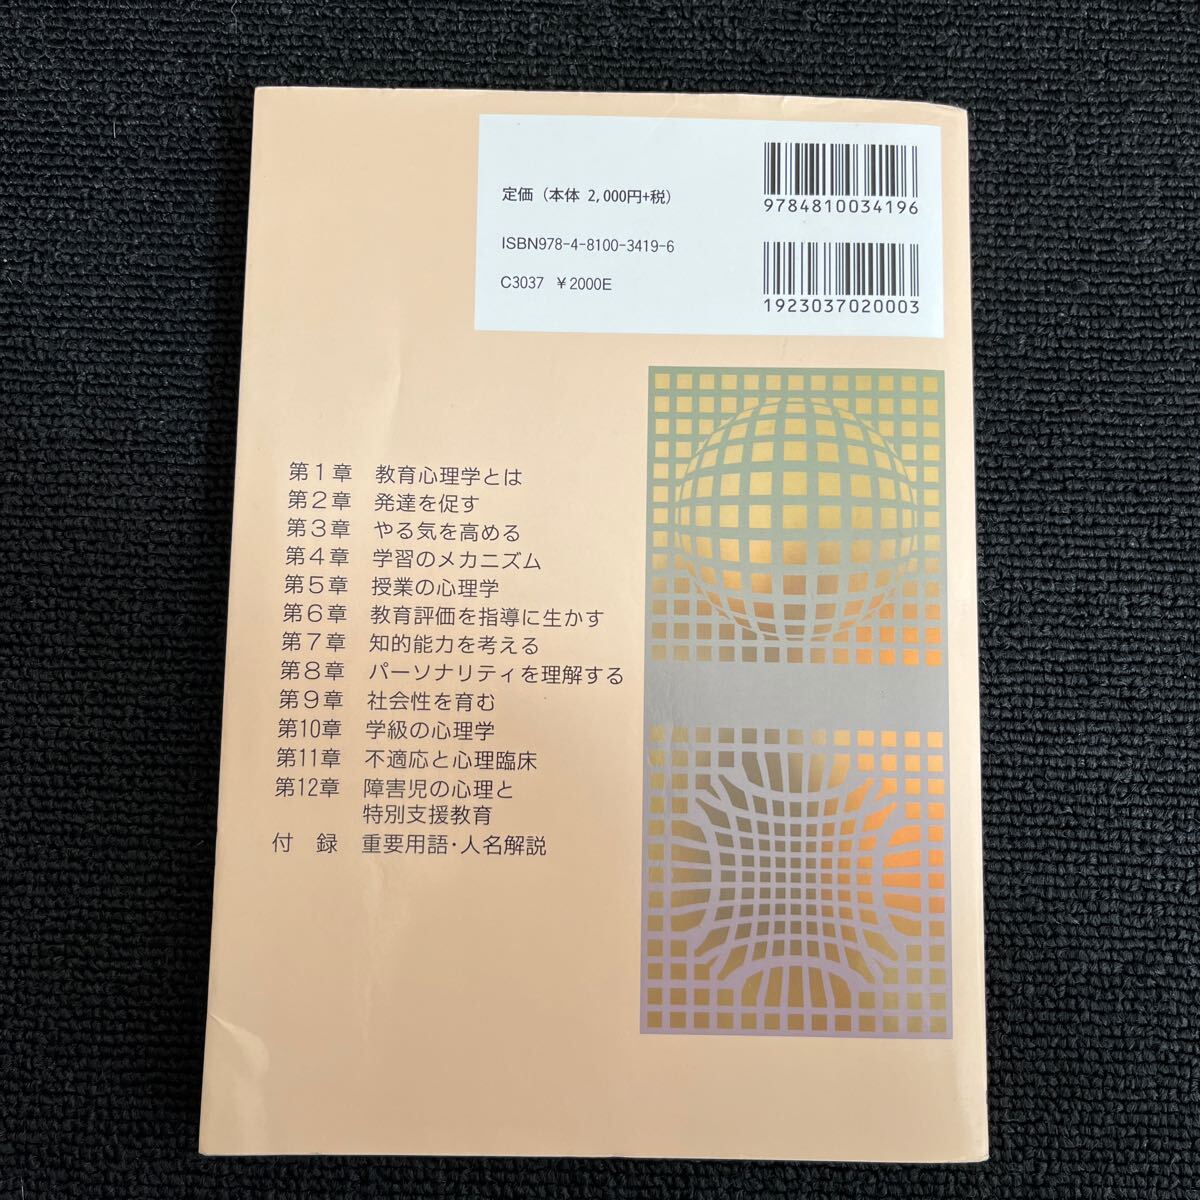 定価（本体 2,000円+税）
ISBN978-4-8100-3419-6
C3037 ￥2000E
9784810034196
1923037020003
第1章 教育心理学とは
第2章 発達を促す
第3章 やる気を高める
第4章 学習のメカニズム
第5章 授業の心理学
第6章 教育評価を指導に生かす
第7章 知的能力を考える
第8章 パーソナリティを理解する
第9章 社会性を育む
第10章 学級の心理学
第11章 不適応と心理臨床
第12章 障害児の心理と
特別支援教育
付 録 重要用語・人名解説